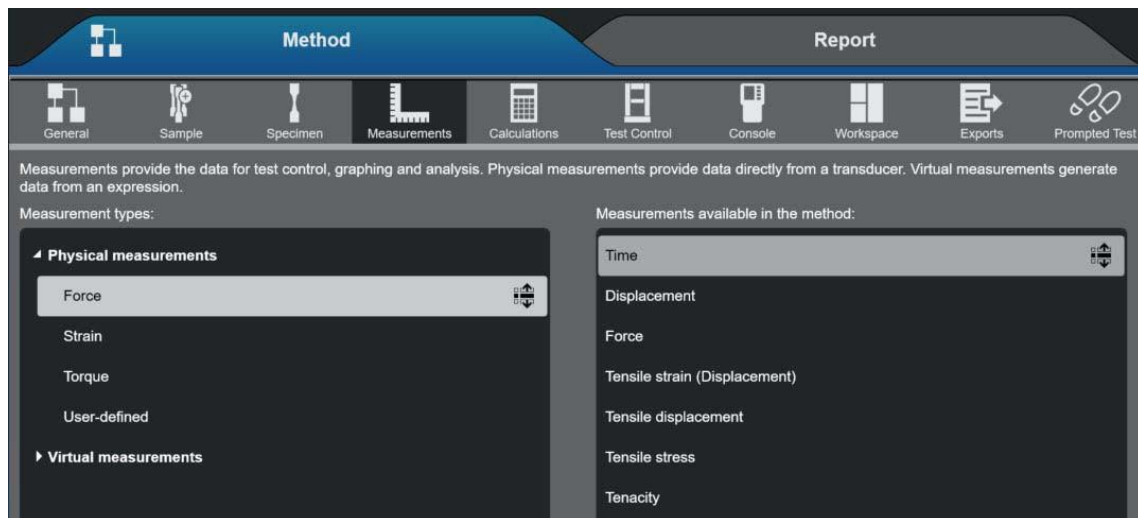 Method
Report
General
Sample
Specimen
Measurements
Calculations
Test Control
Console
Workspace
Exports
Prompted Test
Measurements provide the data for test control, graphing and analysis. Physical measurements provide data directly from a transducer. Virtual measurements generate
data from an expression.
Measurement types:
Physical measurements
Force
Strain
Torque
User-defined
Virtual measurements
Measurements available in the method:
Time
Displacement
Force
Tensile strain (Displacement)
Tensile displacement
Tensile stress
Tenacity